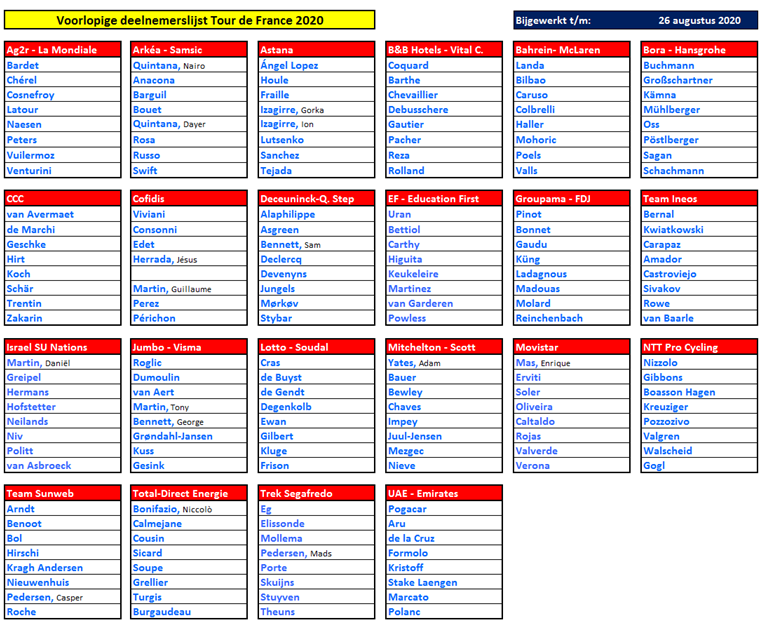 Voorlopige deelnemerslijst Tour de France 2020
Bijgewerkt t/m: 26 augustus 2020
Ag2r - La Mondiale
Bardet
Chérel
Cosnefroy
Latour
Naesen
Peters
Vuilermoz
Venturini
Arkéa - Samsic
Quintana, Nairo
Anacona
Barguil
Bouet
Quintana, Dayer
Rosa
Russo
Swift
Astana
Ángel Lopez
Houle
Fraille
Izagirre, Gorka
Izagirre, Ion
Lutsenko
Sanchez
Tejada
B&B Hotels - Vital C.
Coquard
Barthe
Chevaillier
Debusschere
Gautier
Pacher
Reza
Rolland
Bahrein- McLaren
Landa
Bilbao
Caruso
Colbrelli
Haller
Mohoric
Poels
Valls
Bora - Hansgrohe
Buchmann
Großschartner
Kämna
Mühlberger
Oss
Pöstlberger
Sagan
Schachmann
CCC
van Avermaet
de Marchi
Geschke
Hirt
Koch
Schär
Trentin
Zakarin
Cofidis
Viviani
Consonni
Edet
Herrada, Jésus
Martin, Guillaume
Perez
Périchon
Deceuninck-Q. Step
Alaphilippe
Asgreen
Bennett, Sam
Declercq
Devenyns
Jungels
Mørkøv
Stybar
EF - Education First
Uran
Bettiol
Carthy
Higuita
Keukeleire
Martinez
van Garderen
Powless
Groupama - FDJ
Pinot
Bonnet
Gaudu
Küng
Ladagnous
Madouas
Molard
Reinchenbach
Team Ineos
Bernal
Kwiatkowski
Carapaz
Amador
Castroviejo
Sivakov
Rowe
van Baarle
Israel SU Nations
Martin, Daniël
Greipel
Hermans
Hofstetter
Neilands
Niv
Politt
van Asbroeck
Jumbo - Visma
Roglic
Dumoulin
van Aert
Martin, Tony
Bennett, George
Grøndahl-Jansen
Kuss
Gesink
Lotto - Soudal
Cras
de Buyst
de Gendt
Degenkolb
Ewan
Gilbert
Kluge
Frison
Mitchelton - Scott
Yates, Adam
Bauer
Bewley
Chaves
Impey
Juul-Jensen
Mezgec
Nieve
Movistar
Mas, Enrique
Erviti
Soler
Oliveira
Caltaldo
Rojas
Valverde
Verona
NTT Pro Cycling
Nizzolo
Gibbons
Boasson Hagen
Kreuziger
Pozzozivo
Valgren
Walscheid
Gogl
Team Sunweb
Arndt
Benoot
Bol
Hirschi
Kragh Andersen
Nieuwenhuis
Pedersen, Casper
Roche
Total-Direct Energie
Bonifazio, Niccolò
Calmejane
Cousin
Sicard
Soupe
Grellier
Turgis
Burgaudeau
Trek Segafredo
Eg
Elissonde
Mollema
Pedersen, Mads
Porte
Skuijns
Stuyven
Theuns
UAE - Emirates
Pogacar
Aru
de la Cruz
Formolo
Kristoff
Stake Laengen
Marcato
Polanc